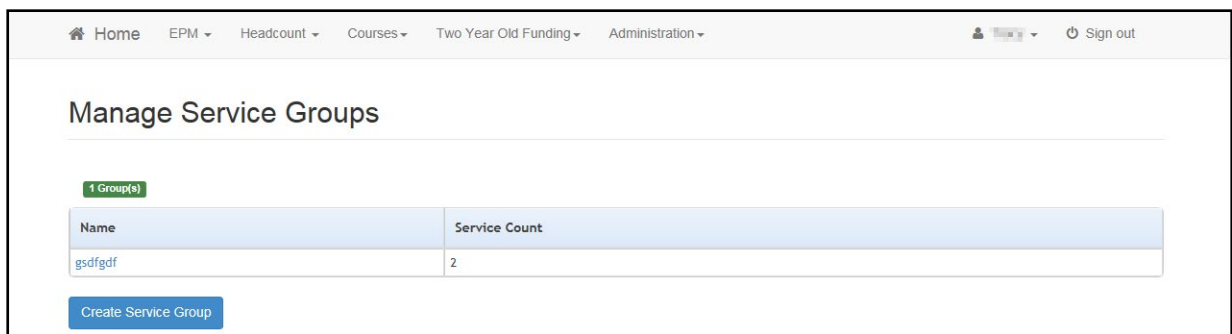 Home EPM Headcount Courses Two Year Old Funding Administration Sign out
Manage Service Groups
1 Group(s)
Name Service Count
gsdfgdf 2
Create Service Group